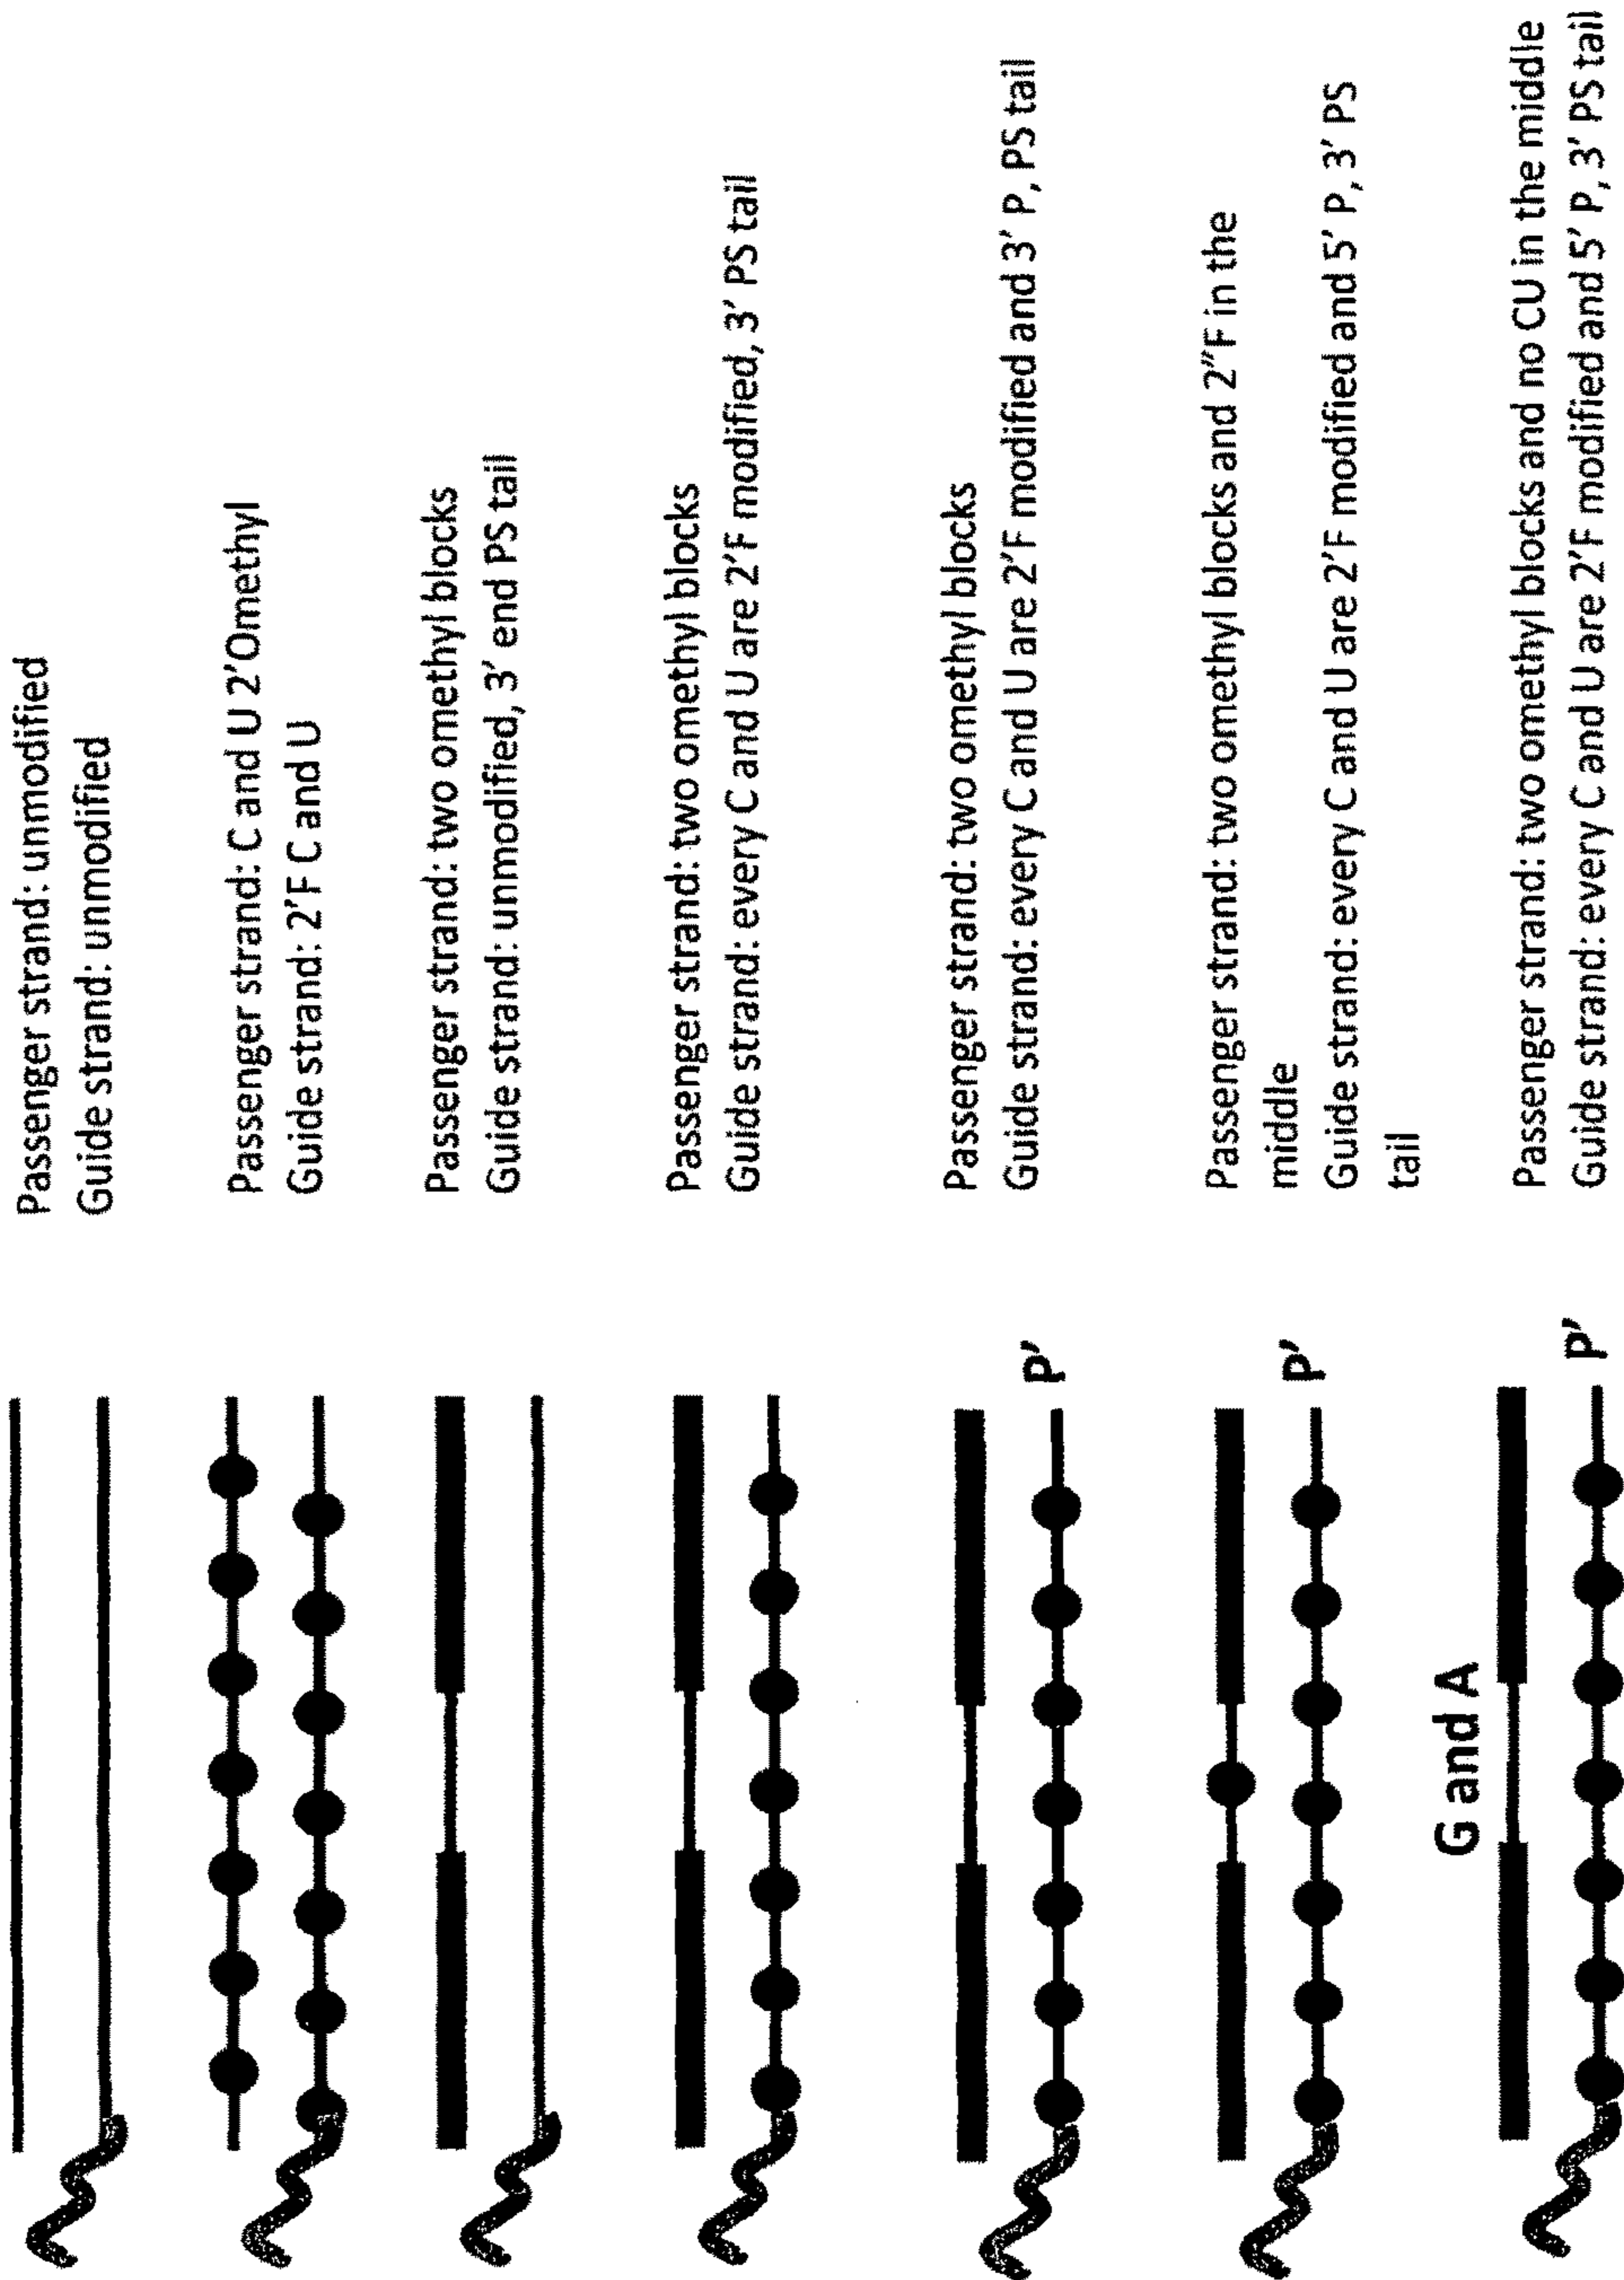 Passenger strand: unmodified
Guide strand: unmodified
Passenger strand: C and U 2'Omethyl
Guide strand: 2'F C and U
Passenger strand: two omethyl blocks
Guide strand: unmodified, 3' end PS tail
Passenger strand: two omethyl blocks
Guide strand: every C and U are 2'F modified, 3' PS tail
P'
Passenger strand: two omethyl blocks
Guide strand: every C and U are 2'F modified and 3' P, PS tail
P'
Passenger strand: two omethyl blocks and 2"F in the
middle
Guide strand: every C and U are 2'F modified and 5' P, 3' PS
tail
G and A
P'
Passenger strand: two omethyl blocks and no CU in the middle
Guide strand: every C and U are 2'F modified and 5' P, 3' PS tail